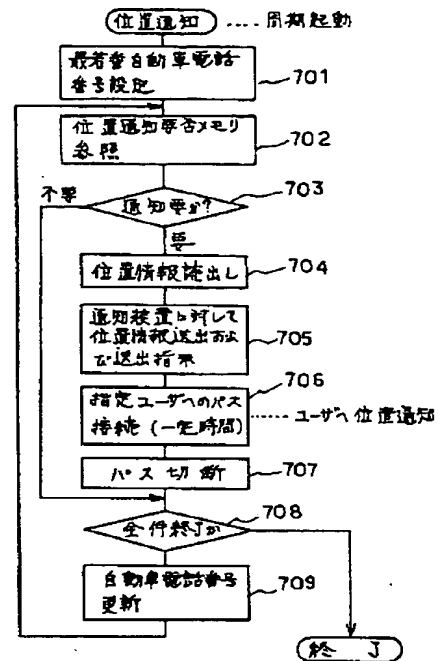 位置通知 ---- 周期起動
最若番自動車電話
番号設定
701
位置通知要否メモリ
参照
702
不要
703
通知要か?
要
位置情報読出し
704
通知装置に対して
位置情報送出およ
び送出指示
705
706
指定ユーザへのパス
接続(一定時間)
---- ユーザへ位置通知
パス切断
707
708
全件終了か
自動車電話番号
更新
709
終了